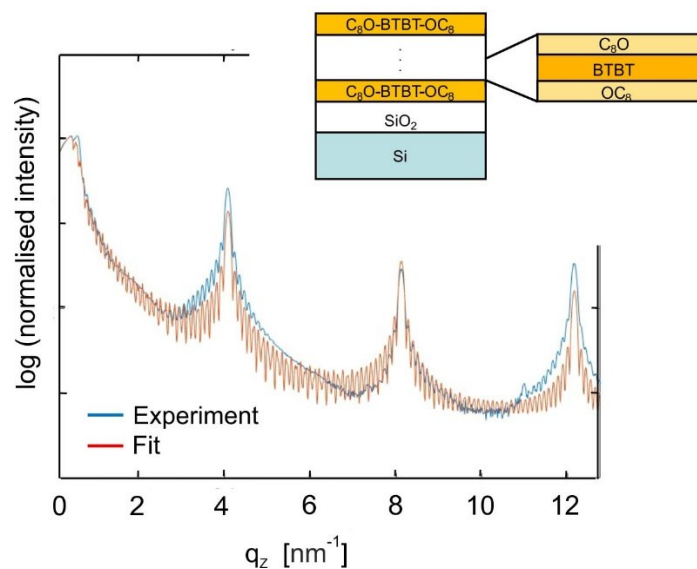 C₈O-BTBT-OC₈
C₈O
BTBT
C₈O-BTBT-OC₈
OC₈
SiO₂
Si
log (normalised intensity)
Experiment
Fit
0 2 4 6 8 10 12
q_z [nm⁻¹]